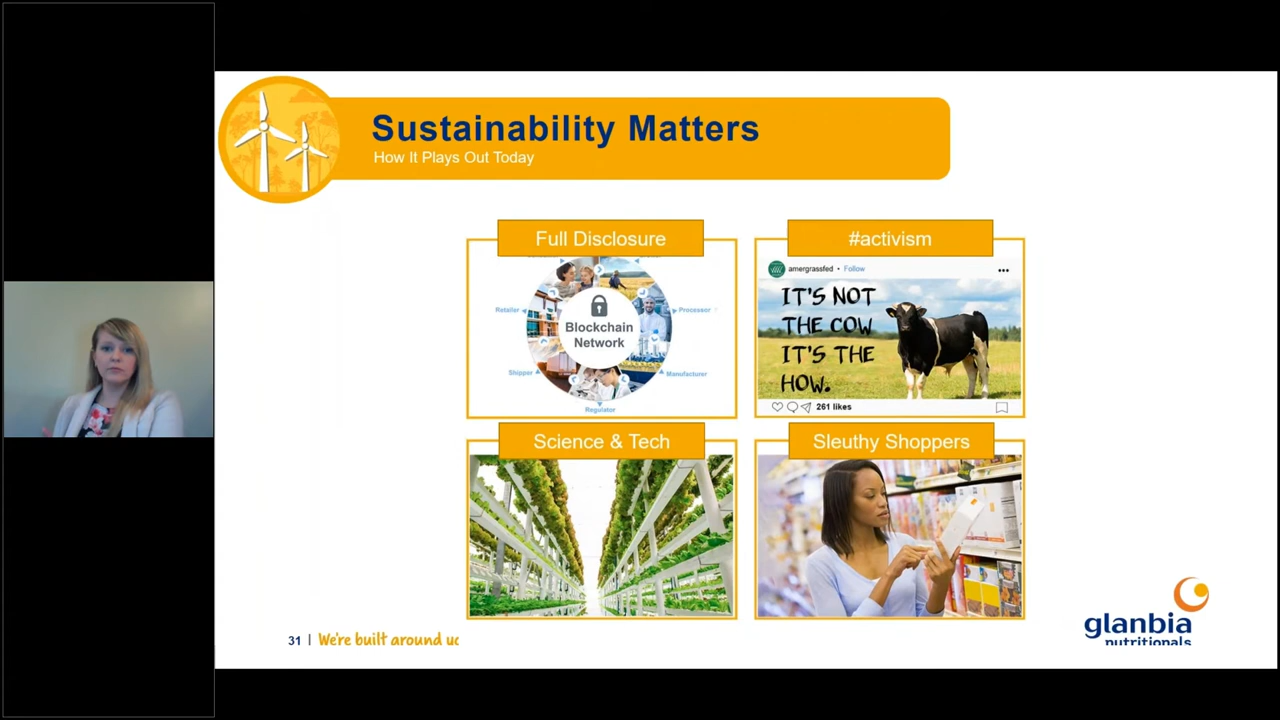 Sustainability Matters
How It Plays Out Today
Full Disclosure
Blockchain
Network
Retailer
Processor
Shipper
Manufacturer
Regulator
#activism
amergrassfed • Follow
IT'S NOT
THE COW
IT'S THE
HOW.
261 likes
Science & Tech
Sleuthy Shoppers
31 | We're built around
glanbia
nutritionals